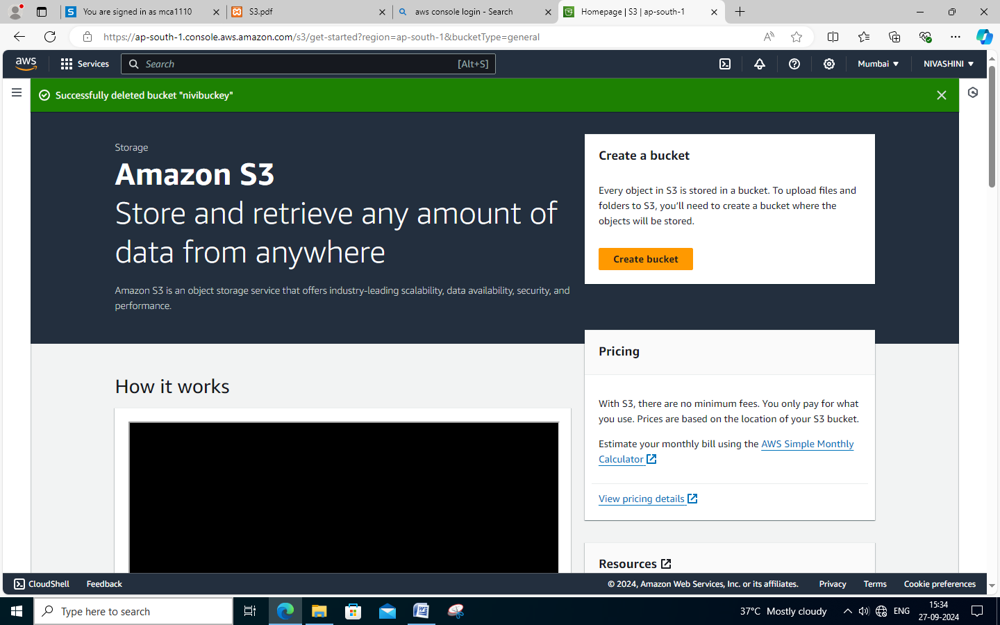 You are signed in as mca1110
S3.pdf
aws console login - Search
Homepage | S3 | ap-south-1
https://ap-south-1.console.aws.amazon.com/s3/get-started?region=ap-south-1&bucketType=general
aws
Services
Search
[Alt+S]
Mumbai
NIVASHINI
Successfully deleted bucket "nivibuckey"
Storage
Amazon S3
Store and retrieve any amount of
data from anywhere
Amazon S3 is an object storage service that offers industry-leading scalability, data availability, security, and
performance.
Create a bucket
Every object in S3 is stored in a bucket. To upload files and
folders to S3, you'll need to create a bucket where the
objects will be stored.
Create bucket
Pricing
With S3, there are no minimum fees. You only pay for what
you use. Prices are based on the location of your S3 bucket.
Estimate your monthly bill using the AWS Simple Monthly
Calculator
View pricing details
Resources
How it works
CloudShell
Feedback
© 2024, Amazon Web Services, Inc. or its affiliates.
Privacy
Terms
Cookie preferences
Type here to search
37°C Mostly cloudy
ENG
15:34
27-09-2024